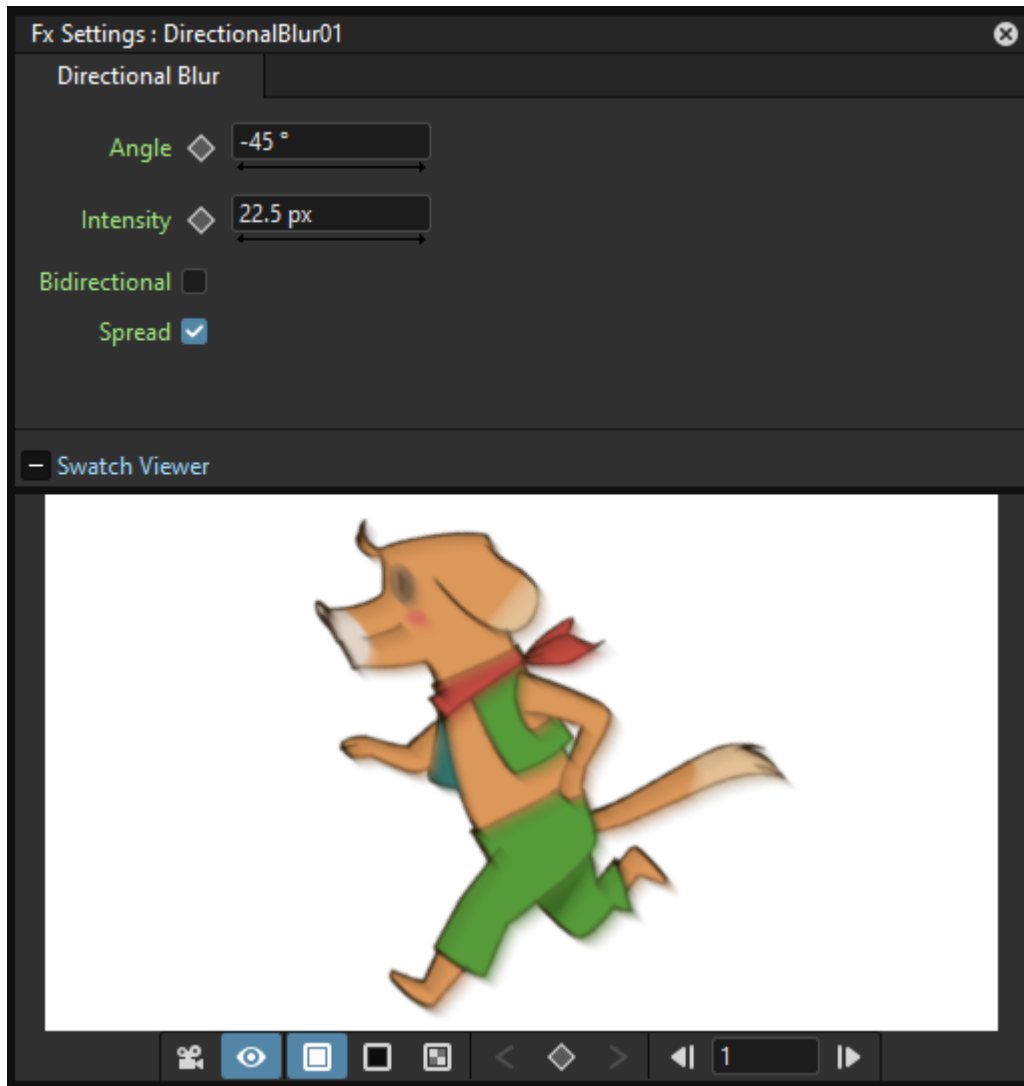 Fx Settings : DirectionalBlur01
Directional Blur
Angle -45 °
Intensity 22.5 px
Bidirectional
Spread
Swatch Viewer
1